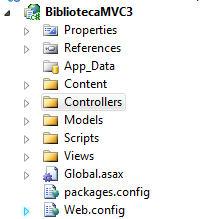 BibliotecaMVC3
Properties
References
App_Data
Content
Controllers
Models
Scripts
Views
Global.asax
packages.config
Web.config